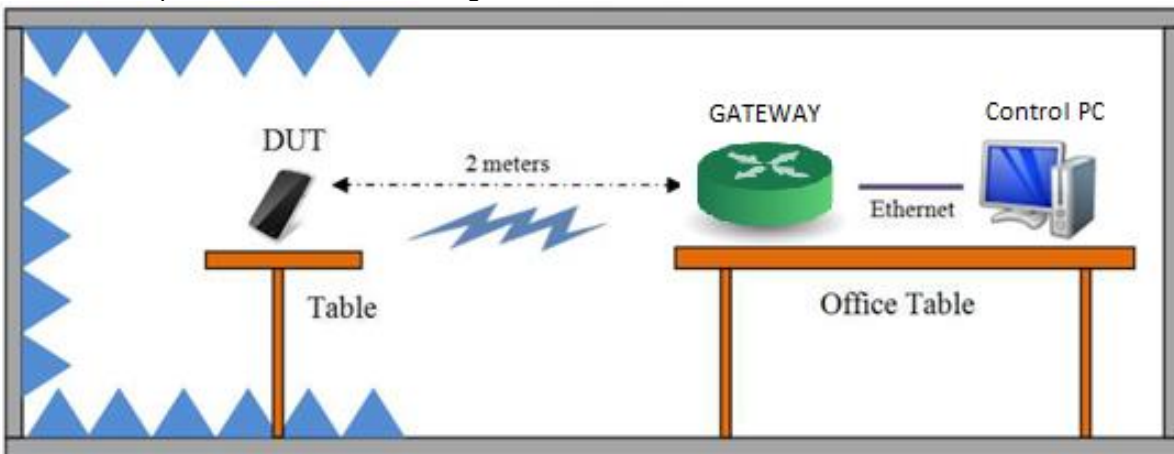 DUT
2 meters
GATEWAY
Control PC
Ethernet
Table
Office Table